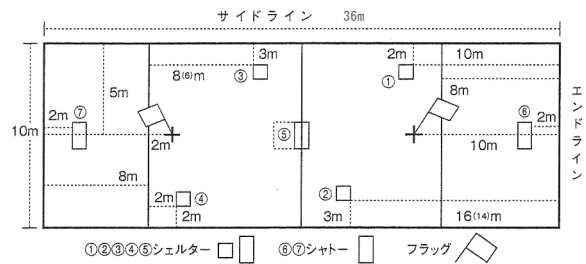 サイドライン 36m
3m
2m
10m
8(6)m
③
①
5m
8m
エンドライン
2m
⑦
⑥
2m
10m
2m
⑤
10m
8m
2m
④
②
2m
3m
16(14)m
①②③④⑤シェルター
⑥⑦シャトー
フラッグ